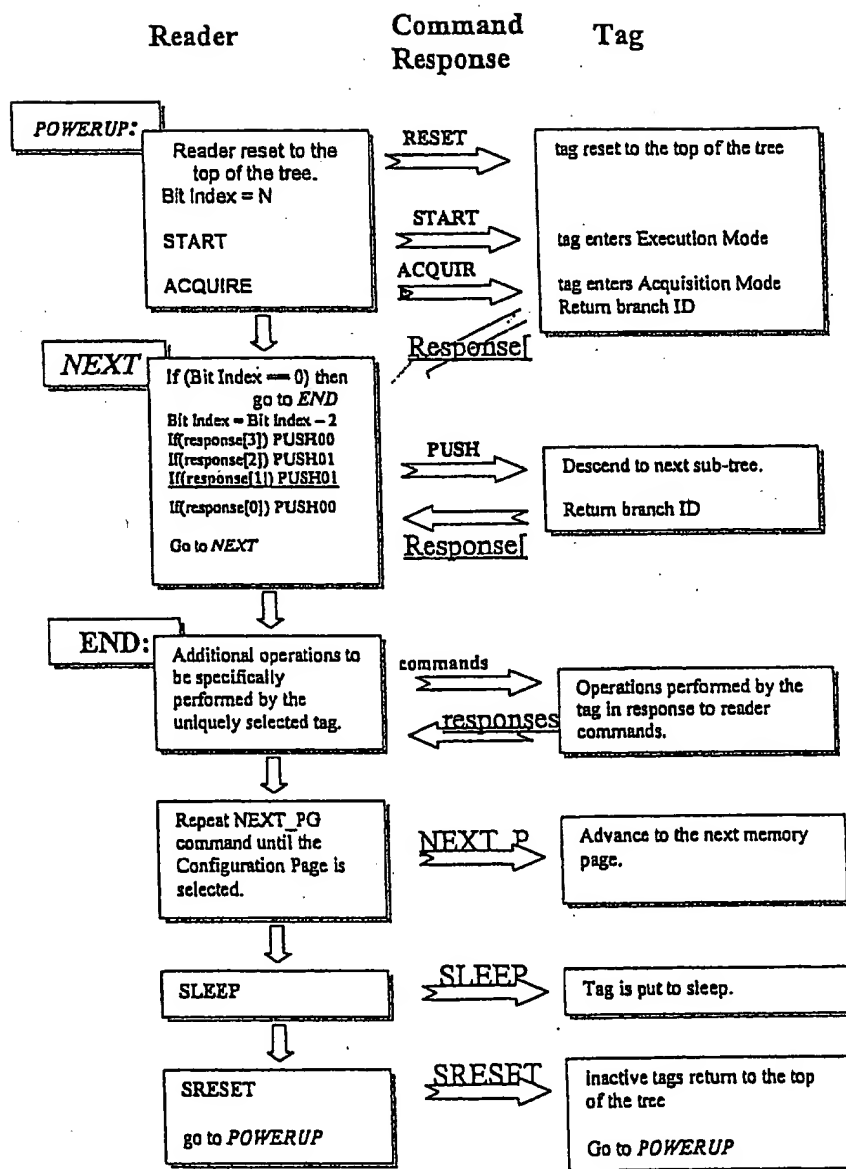 Reader
Command
Response
Tag
POWERUP:
Reader reset to the
top of the tree.
Bit Index = N
START
ACQUIRE
RESET
START
ACQUIR
E
tag reset to the top of the tree
tag enters Execution Mode
tag enters Acquisition Mode
Return branch ID
Response[
NEXT
If (Bit Index == 0) then
go to END
Bit Index = Bit Index – 2
If(response[3]) PUSH00
If(response[2]) PUSH01
If(response[1]) PUSH01
If(response[0]) PUSH00
Go to NEXT
PUSH
Response[
Descend to next sub-tree.
Return branch ID
END:
Additional operations to
be specifically
performed by the
uniquely selected tag.
commands
responses
Operations performed by the
tag in response to reader
commands.
Repeat NEXT_PG
command until the
Configuration Page is
selected.
NEXT_P
Advance to the next memory
page.
SLEEP
SLEEP
Tag is put to sleep.
SRESET
go to POWERUP
SRESET
inactive tags return to the top
of the tree
Go to POWERUP